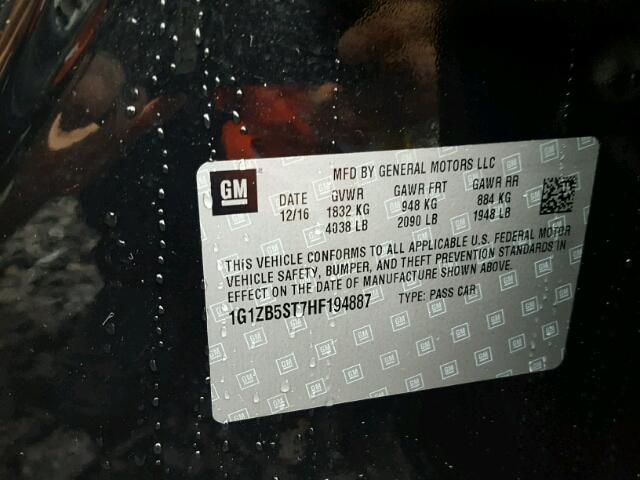 GM
MFD BY GENERAL MOTORS LLC
DATE GVWR GAWR FRT GAWR RR
12/16 1832 KG 948 KG 884 KG
4038 LB 2090 LB 1948 LB
THIS VEHICLE CONFORMS TO ALL APPLICABLE U.S. FEDERAL MOTOR
VEHICLE SAFETY, BUMPER, AND THEFT PREVENTION STANDARDS IN
EFFECT ON THE DATE OF MANUFACTURE SHOWN ABOVE.
1G1ZB5ST7HF194887 TYPE: PASS CAR